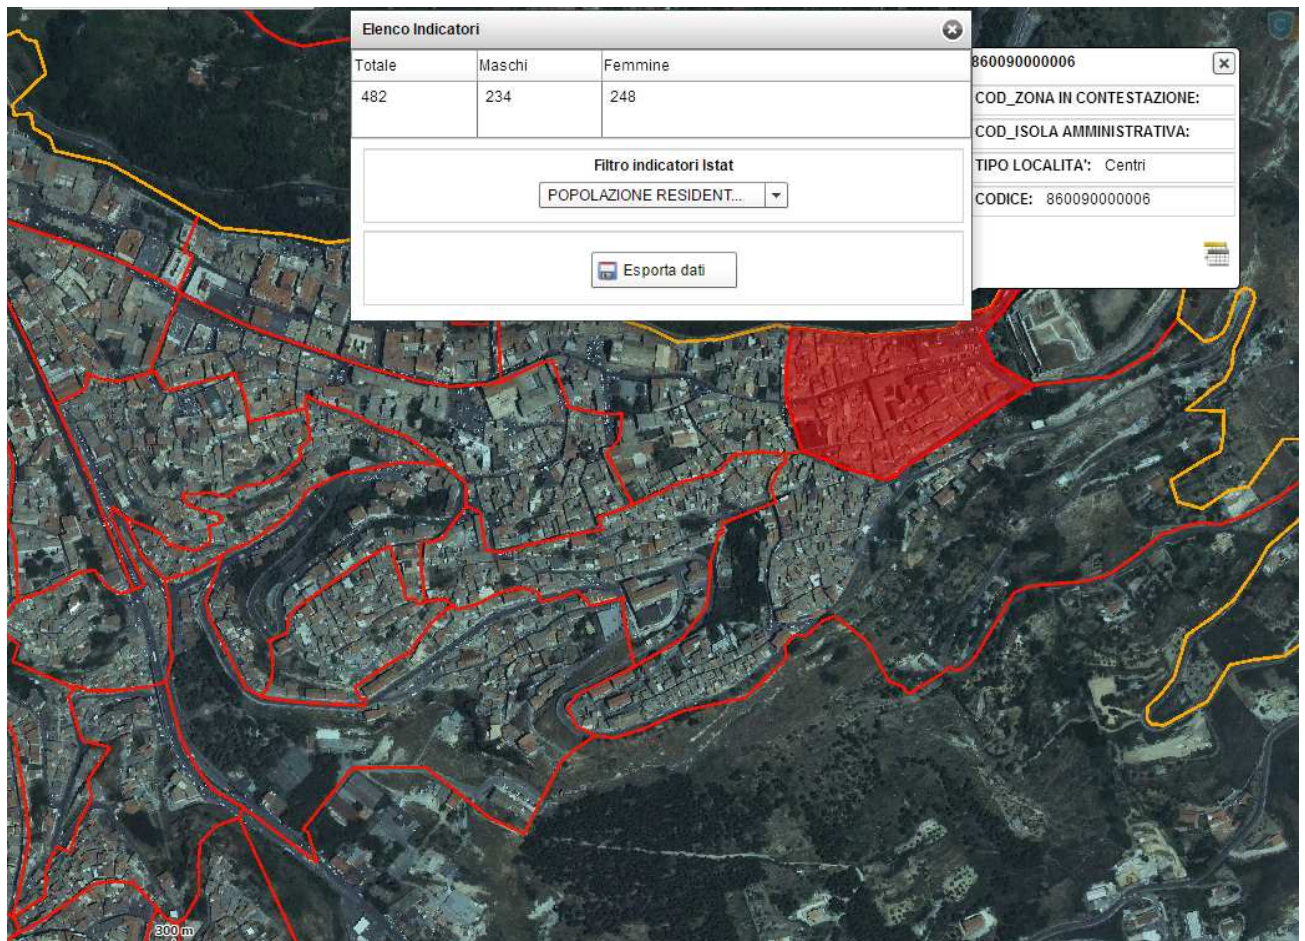 Elenco Indicatori
Totale Maschi Femmine
482 234 248
Filtro indicatori Istat
POPOLAZIONE RESIDENT...
Esporta dati
860090000006
COD_ZONA IN CONTESTAZIONE:
COD_ISOLA AMMINISTRATIVA:
TIPO LOCALITA': Centri
CODICE: 860090000006
300 m